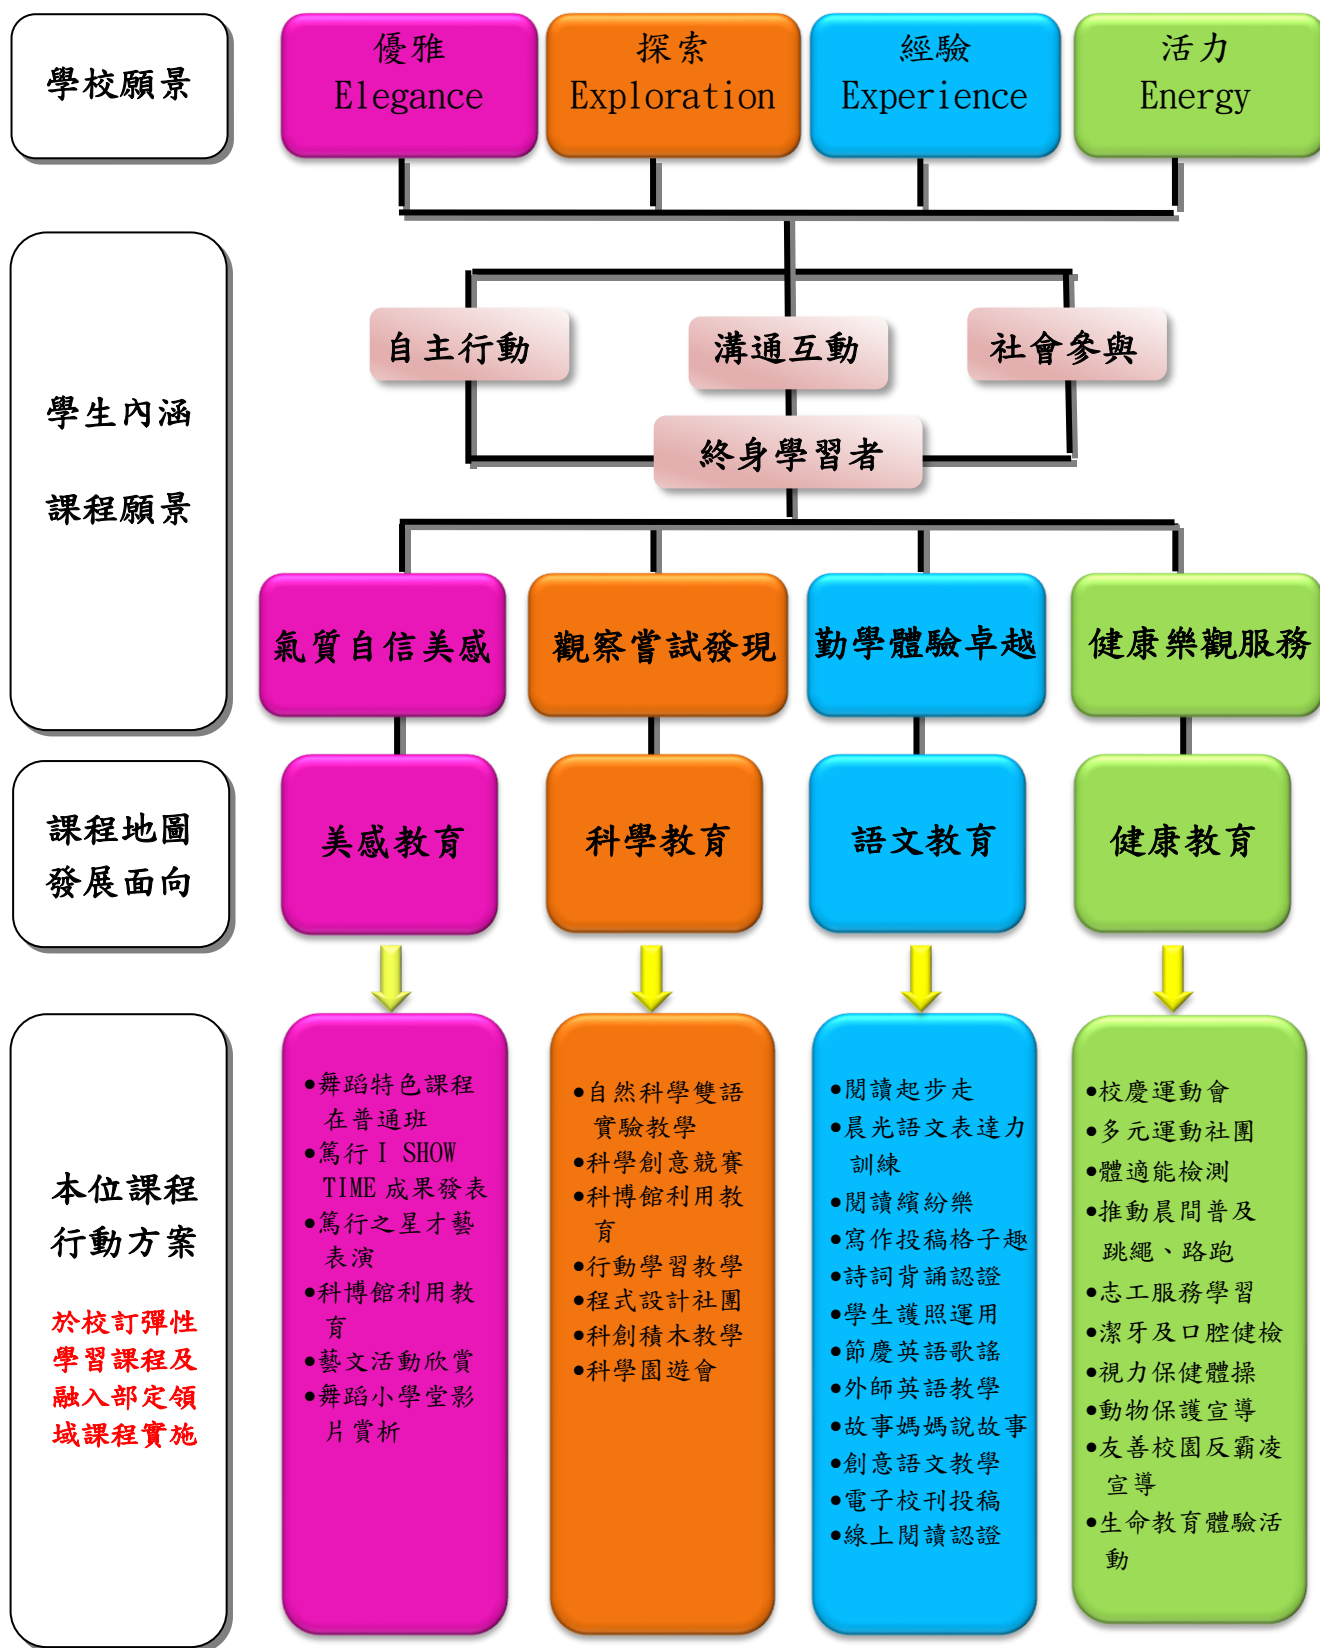 學校願景
優雅
Elegance
探索
Exploration
經驗
Experience
活力
Energy
學生內涵
課程願景
自主行動
溝通互動
社會參與
終身學習者
氣質自信美感
觀察嘗試發現
勤學體驗卓越
健康樂觀服務
課程地圖
發展面向
美感教育
科學教育
語文教育
健康教育
本位課程
行動方案
於校訂彈性
學習課程及
融入部定領
域課程實施
•舞蹈特色課程
在普通班
•篤行 I SHOW
TIME 成果發表
•篤行之星才藝
表演
•科博館利用教
育
•藝文活動欣賞
•舞蹈小學堂影
片賞析
•自然科學雙語
實驗教學
•科學創意競賽
•科博館利用教
育
•行動學習教學
•程式設計社團
•科創積木教學
•科學園遊會
•閱讀起步走
•晨光語文表達力
訓練
•閱讀繽紛樂
•寫作投稿格子趣
•詩詞背誦認證
•學生護照運用
•節慶英語歌謠
•外師英語教學
•故事媽媽說故事
•創意語文教學
•電子校刊投稿
•線上閱讀認證
•校慶運動會
•多元運動社團
•體適能檢測
•推動晨間普及
跳繩、路跑
•志工服務學習
•潔牙及口腔健檢
•視力保健體操
•動物保護宣導
•友善校園反霸凌
宣導
•生命教育體驗活
動